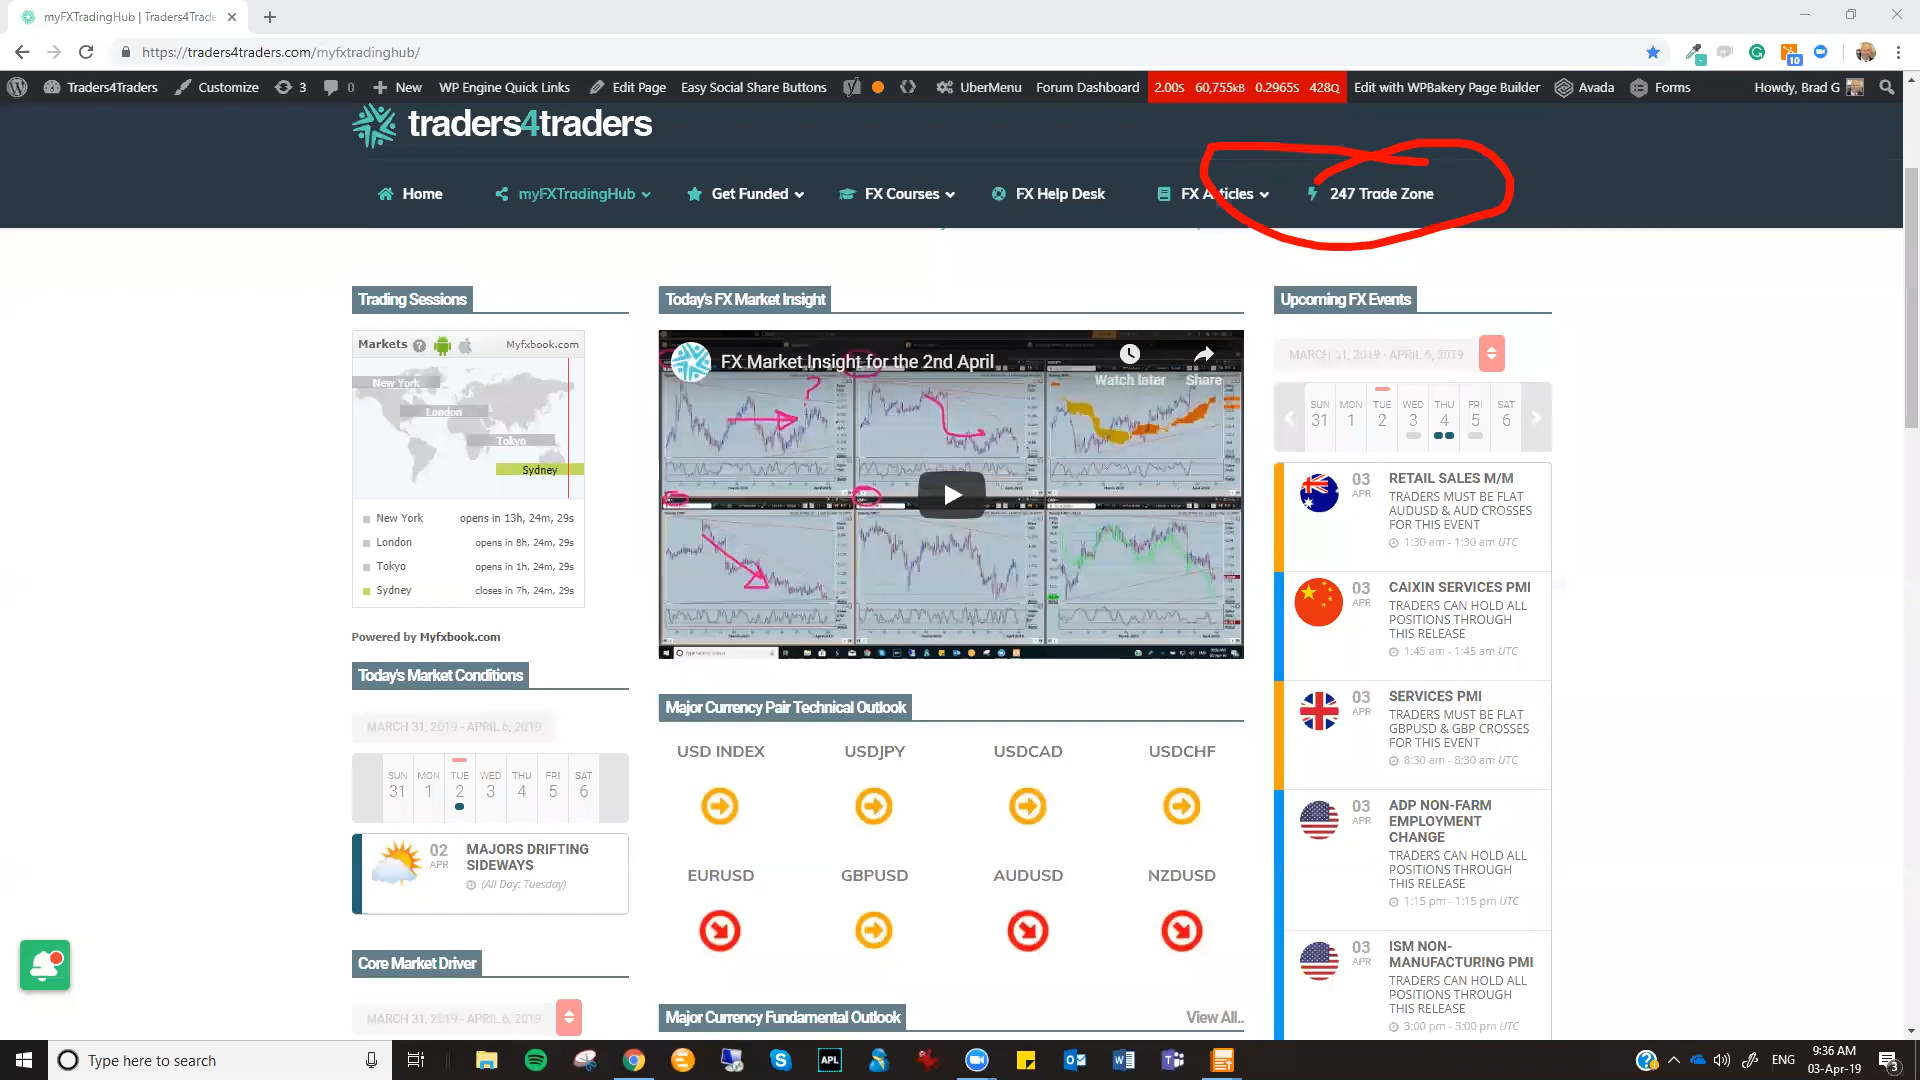 myFXTradingHub | Traders4Trade
https://traders4traders.com/myfxtradinghub/
10
Traders4Traders
Customize
3
0
New
WP Engine Quick Links
Edit Page
Easy Social Share Buttons
UberMenu
Forum Dashboard
2.00S 60,755KB 0.2965S 428Q
Edit with WPBakery Page Builder
Avada
Forms
Howdy, Brad G
traders4traders
Home
myFXTradingHub
Get Funded
FX Courses
FX Help Desk
FX Articles
247 Trade Zone
Trading Sessions
Markets ?
Myfxbook.com
New York
London
Tokyo
Sydney
New York opens in 13h, 24m, 29s
London opens in 8h, 24m, 29s
Tokyo opens in 1h, 24m, 29s
Sydney closes in 7h, 24m, 29s
Powered by Myfxbook.com
Today's Market Conditions
MARCH 31, 2019 - APRIL 6, 2019
SUN MON TUE WED THU FRI SAT
31 1 2 3 4 5 6
02 APR
MAJORS DRIFTING
SIDEWAYS
(All Day: Tuesday)
Core Market Driver
MARCH 31, 2019 - APRIL 6, 2019
Today's FX Market Insight
FX Market Insight for the 2nd April
Watch later
Share
?
Major Currency Pair Technical Outlook
USD INDEX USDJPY USDCAD USDCHF
EURUSD GBPUSD AUDUSD NZDUSD
Major Currency Fundamental Outlook
View All..
Upcoming FX Events
MARCH 31, 2019 - APRIL 6, 2019
SUN MON TUE WED THU FRI SAT
31 1 2 3 4 5 6
03 APR
RETAIL SALES M/M
TRADERS MUST BE FLAT
AUDUSD & AUD CROSSES
FOR THIS EVENT
1:30 am - 1:30 am UTC
03 APR
CAIXIN SERVICES PMI
TRADERS CAN HOLD ALL
POSITIONS THROUGH
THIS RELEASE
1:45 am - 1:45 am UTC
03 APR
SERVICES PMI
TRADERS MUST BE FLAT
GBPUSD & GBP CROSSES
FOR THIS EVENT
8:30 am - 8:30 am UTC
03 APR
ADP NON-FARM
EMPLOYMENT
CHANGE
TRADERS CAN HOLD ALL
POSITIONS THROUGH
THIS RELEASE
1:15 pm - 1:15 pm UTC
03 APR
ISM NON-
MANUFACTURING PMI
TRADERS CAN HOLD ALL
POSITIONS THROUGH
THIS RELEASE
3:00 pm - 3:00 pm UTC
Type here to search
APL
ENG
9:36 AM
03-Apr-19
3